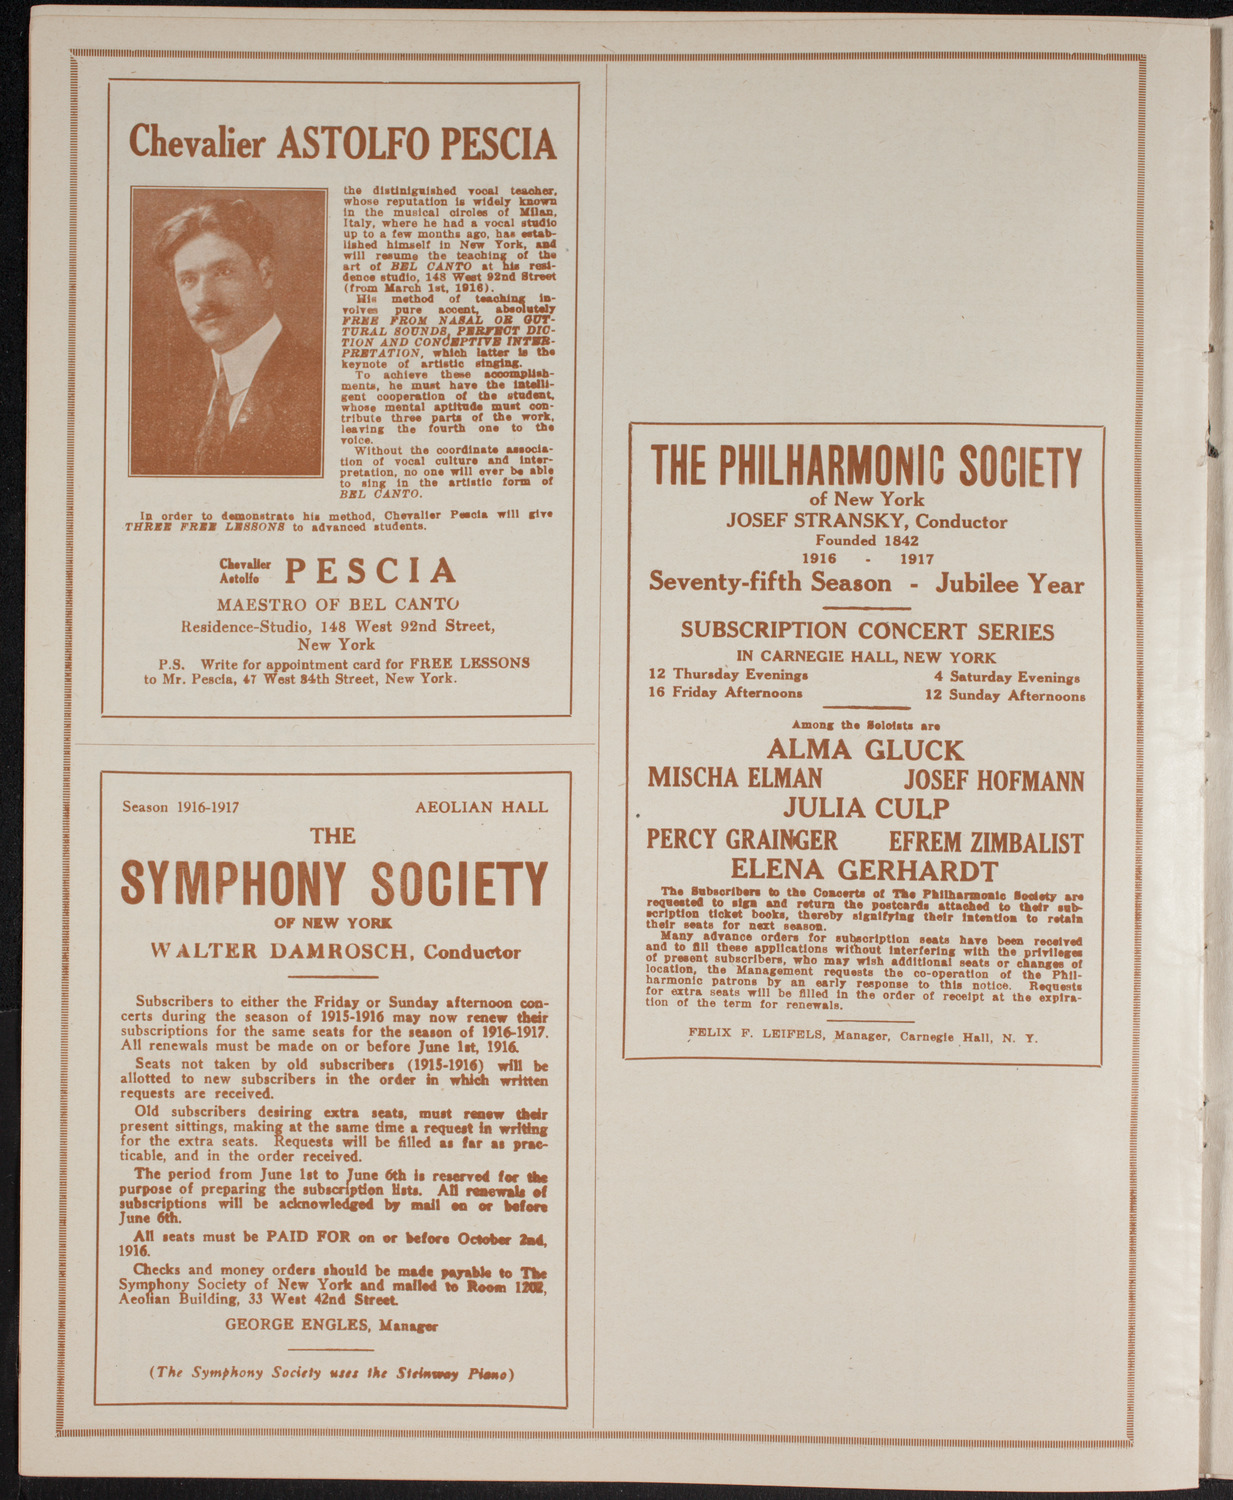 Chevalier ASTOLFO PESCIA
the distiniguished vocal teacher,
whose reputation is widely known
in the musical circles of Milan,
Italy, where he had a vocal studio
up to a few months ago, has estab-
lished himself in New York, and
will resume the teaching of the
art of BEL CANTO at his resi-
dence studio, 148 West 92nd Street
(from March 1st, 1916).
His method of teaching in-
volves pure accent, absolutely
FREE FROM NASAL OR GUT-
TURAL SOUNDS, PERFECT DIC-
TION AND CONCEPTIVE INTER-
PRETATION, which latter is the
keynote of artistic singing.
To achieve these accomplish-
ments, he must have the intelli-
gent cooperation of the student,
whose mental aptitude must con-
tribute three parts of the work,
leaving the fourth one to the
voice.
Without the coordinate associa-
tion of vocal culture and inter-
pretation, no one will ever be able
to sing in the artistic form of
BEL CANTO.
In order to demonstrate his method, Chevalier Pescia will give
THREE FREE LESSONS to advanced students.
Chevalier
Astolfo PESCIA
MAESTRO OF BEL CANTO
Residence-Studio, 148 West 92nd Street,
New York
P.S. Write for appointment card for FREE LESSONS
to Mr. Pescia, 47 West 84th Street, New York.
Season 1916-1917 AEOLIAN HALL
THE
SYMPHONY SOCIETY
OF NEW YORK
WALTER DAMROSCH, Conductor
Subscribers to either the Friday or Sunday afternoon con-
certs during the season of 1915-1916 may now renew their
subscriptions for the same seats for the season of 1916-1917.
All renewals must be made on or before June 1st, 1916.
Seats not taken by old subscribers (1915-1916) will be
allotted to new subscribers in the order in which written
requests are received.
Old subscribers desiring extra seats, must renew their
present sittings, making at the same time a request in writing
for the extra seats. Requests will be filled as far as prac-
ticable, and in the order received.
The period from June 1st to June 6th is reserved for the
purpose of preparing the subscription lists. All renewals of
subscriptions will be acknowledged by mail on or before
June 6th.
All seats must be PAID FOR on or before October 2nd,
1916.
Checks and money orders should be made payable to The
Symphony Society of New York and mailed to Room 1202,
Aeolian Building, 33 West 42nd Street.
GEORGE ENGLES, Manager
(The Symphony Society uses the Steinway Piano)
THE PHILHARMONIC SOCIETY
of New York
JOSEF STRANSKY, Conductor
Founded 1842
1916 - 1917
Seventy-fifth Season - Jubilee Year
SUBSCRIPTION CONCERT SERIES
IN CARNEGIE HALL, NEW YORK
12 Thursday Evenings 4 Saturday Evenings
16 Friday Afternoons 12 Sunday Afternoons
Among the Soloists are
ALMA GLUCK
MISCHA ELMAN JOSEF HOFMANN
JULIA CULP
PERCY GRAINGER EFREM ZIMBALIST
ELENA GERHARDT
The Subscribers to the Concerts of The Philharmonic Society are
requested to sign and return the postcards attached to their sub-
scription ticket books, thereby signifying their intention to retain
their seats for next season.
Many advance orders for subscription seats have been received
and to fill these applications without interfering with the privileges
of present subscribers, who may wish additional seats or changes of
location, the Management requests the co-operation of the Phil-
harmonic patrons by an early response to this notice. Requests
for extra seats will be filled in the order of receipt at the expira-
tion of the term for renewals.
FELIX F. LEIFELS, Manager, Carnegie Hall, N. Y.